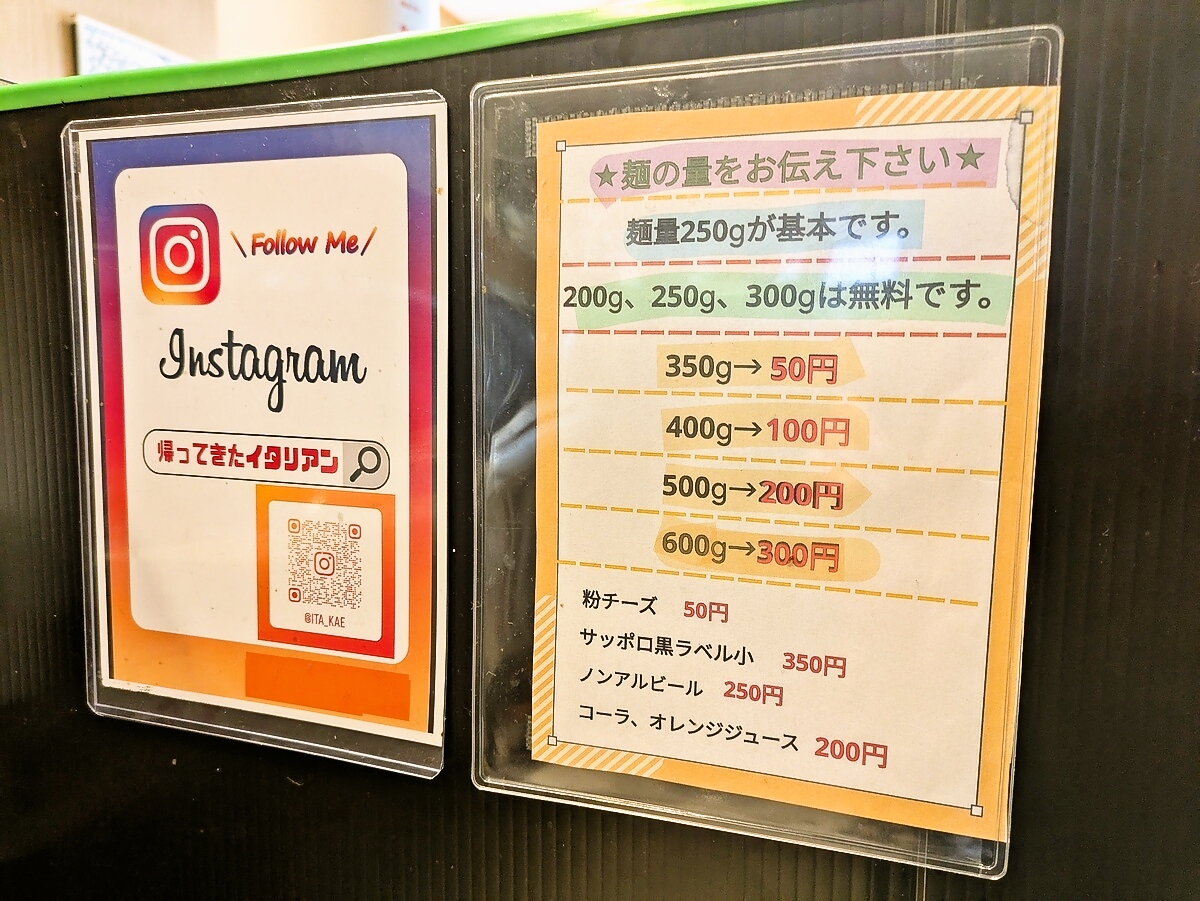 \Follow Me/
Instagram
帰ってきたイタリアン
@ITA_KAE
★麺の量をお伝え下さい★
麺量250gが基本です。
200g、250g、300gは無料です。
350g→50円
400g→100円
500g→200円
600g→300円
粉チーズ 50円
サッポロ黒ラベル小 350円
ノンアルビール 250円
コーラ、オレンジジュース 200円